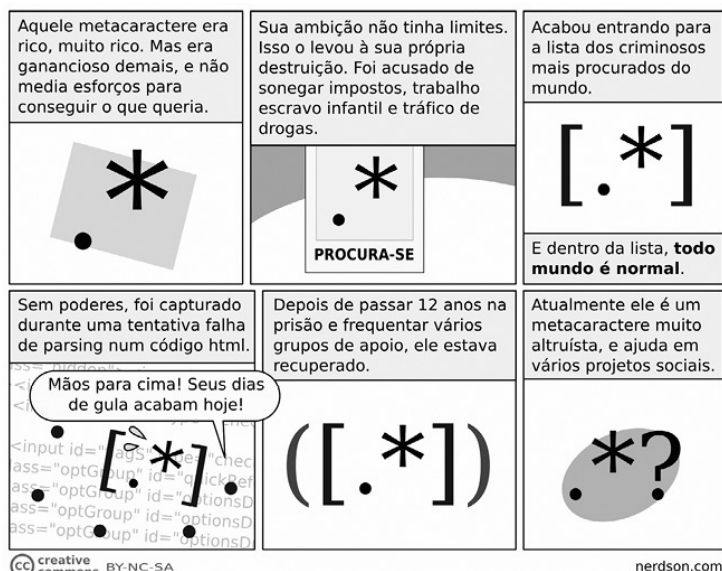 Aquele metacaractere era
rico, muito rico. Mas era
ganancioso demais, e não
media esforços para
conseguir o que queria.
.*
Sua ambição não tinha limites.
Isso o levou à sua própria
destruição. Foi acusado de
sonegar impostos, trabalho
escravo infantil e tráfico de
drogas.
.*
PROCURA-SE
Acabou entrando para
a lista dos criminosos
mais procurados do
mundo.
[.*]
E dentro da lista, todo
mundo é normal.
Sem poderes, foi capturado
durante uma tentativa falha
de parsing num código html.
Mãos para cima! Seus dias
de gula acabam hoje!
[.*]
<input id=
ass="optGroup" id="optionsD
ass="optGroup" id="optionsD
Depois de passar 12 anos na
prisão e frequentar vários
grupos de apoio, ele estava
recuperado.
([.*])
Atualmente ele é um
metacaractere muito
altruísta, e ajuda em
vários projetos sociais.
.*?
cc creative
commons BY-NC-SA
nerdson.com